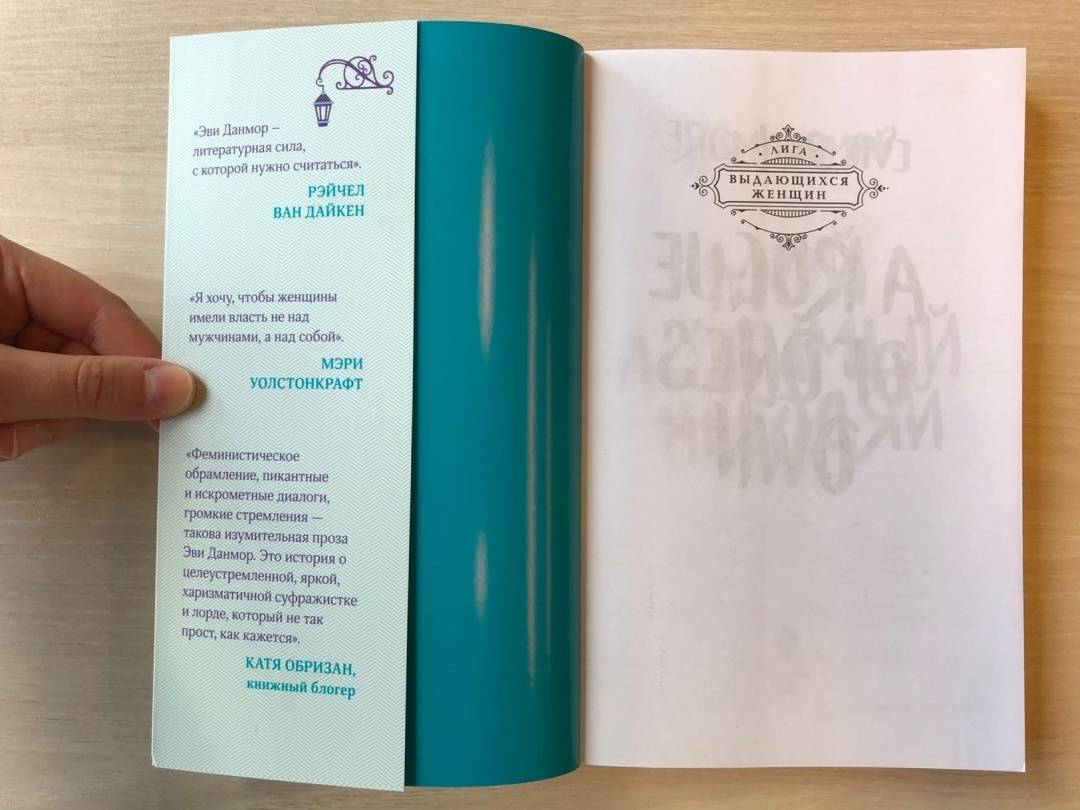 «Эви Данмор –
литературная сила,
с которой нужно считаться».
РЭЙЧЕЛ
ВАН ДАЙКЕН
«Я хочу, чтобы женщины
имели власть не над
мужчинами, а над собой».
МЭРИ
УОЛСТОНКРАФТ
«Феминистическое
обрамление, пикантные
и искрометные диалоги,
громкие стремления —
такова изумительная проза
Эви Данмор. Это история о
целеустремленной, яркой,
харизматичной суфражистке
и лорде, который не так
прост, как кажется».
КАТЯ ОБРИЗАН,
книжный блогер
· ЛИГА ·
ВЫДАЮЩИХСЯ
ЖЕНЩИН